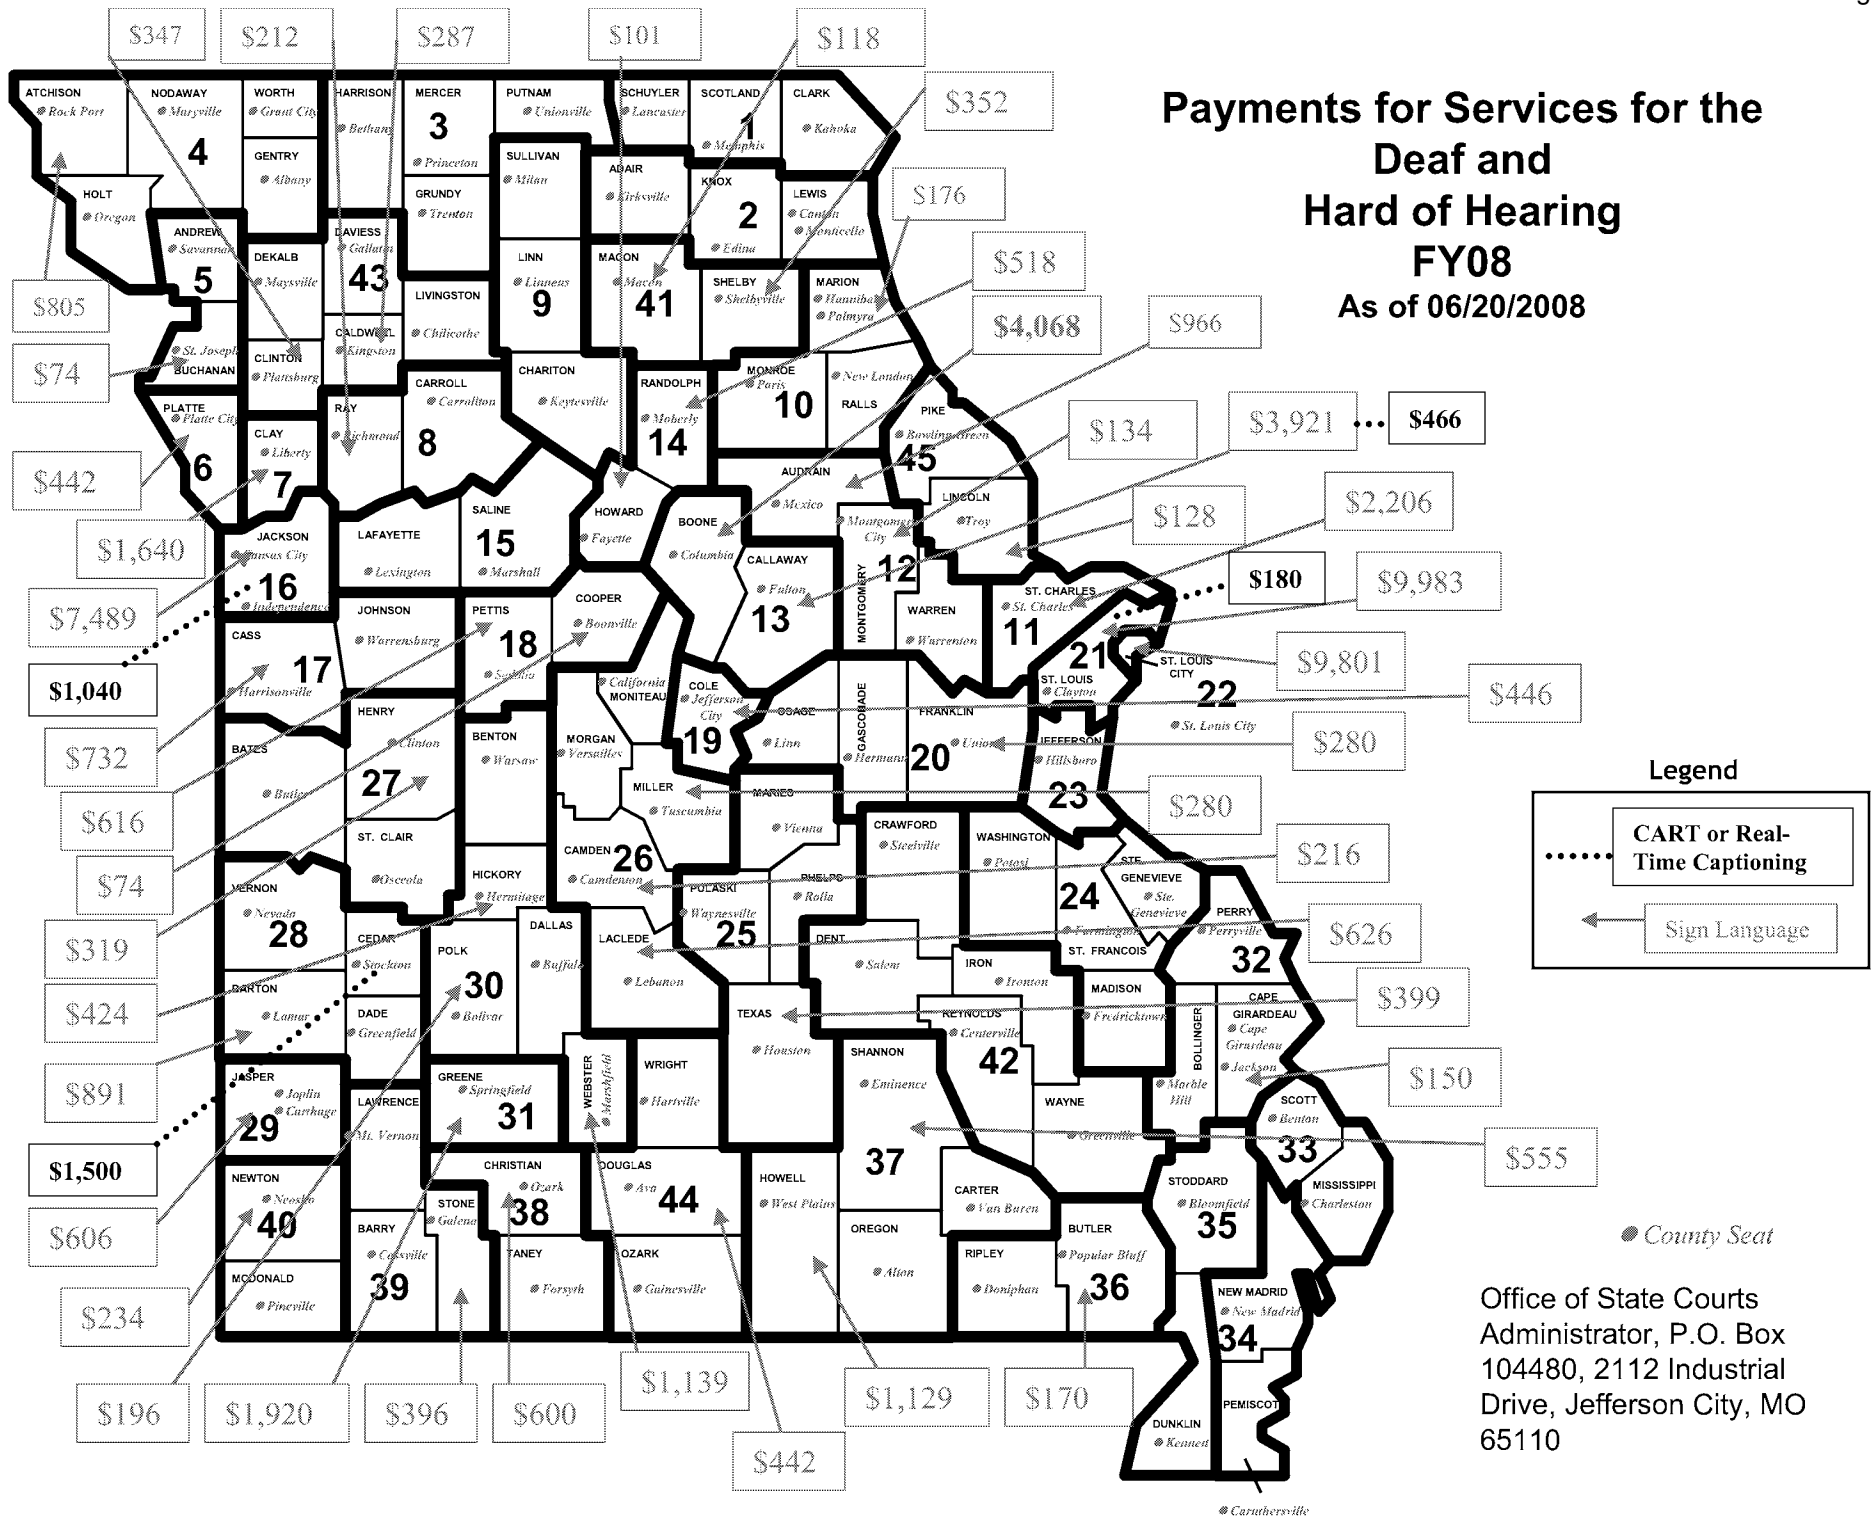 $347
$212
$287
$101
$118
$352
$176
$518
$4,068
$966
$134
$3,921
$466
$128
$2,206
$180
$9,983
$9,801
$446
$280
$280
$216
$626
$399
$150
$555
$805
$74
$442
$1,640
$7,489
$1,040
$732
$616
$74
$319
$424
$891
$1,500
$606
$234
$196
$1,920
$396
$600
$1,139
$442
$1,129
$170
Payments for Services for the
Deaf and
Hard of Hearing
FY08
As of 06/20/2008
ATCHISON
Rock Port
NODAWAY
Maryville
4
WORTH
Grant City
HARRISON
Bethany
MERCER
3
Princeton
PUTNAM
Unionville
SCHUYLER
Lancaster
SCOTLAND
1
Memphis
CLARK
Kahoka
HOLT
Oregon
GENTRY
Albany
GRUNDY
Trenton
SULLIVAN
Milan
ADAIR
Kirksville
KNOX
2
Edina
LEWIS
Canton
Monticello
ANDREW
Savannah
5
DEKALB
Maysville
DAVIESS
Gallatin
43
LIVINGSTON
Chilicothe
LINN
Linneus
9
MACON
Macon
41
SHELBY
Shelbyville
MARION
Hannibal
Palmyra
St. Joseph
BUCHANAN
CLINTON
Plattsburg
CALDWELL
Kingston
CARROLL
Carrollton
8
CHARITON
Keytesville
RANDOLPH
Moberly
14
MONROE
Paris
10
New London
RALLS
PIKE
Bowling Green
45
PLATTE
Platte City
6
CLAY
Liberty
7
RAY
Richmond
AUDRAIN
Mexico
LINCOLN
Troy
JACKSON
Kansas City
16
Independence
LAFAYETTE
Lexington
SALINE
15
Marshall
HOWARD
Fayette
BOONE
Columbia
CALLAWAY
Fulton
13
Montgomery
City
12
MONTGOMERY
WARREN
Warrenton
ST. CHARLES
St. Charles
11
21
ST. LOUIS
Clayton
ST. LOUIS
CITY
22
St. Louis City
CASS
17
Harrisonville
JOHNSON
Warrensburg
PETTIS
18
Sedalia
COOPER
Boonville
California
MONITEAU
COLE
Jefferson
City
19
OSAGE
Linn
GASCONADE
Hermann
FRANKLIN
Union
20
JEFFERSON
Hillsboro
23
BATES
Butler
HENRY
Clinton
27
BENTON
Warsaw
MORGAN
Versailles
MILLER
Tuscumbia
MARIES
Vienna
ST. CLAIR
Osceola
HICKORY
Hermitage
CAMDEN
26
Camdenton
PULASKI
Waynesville
25
PHELPS
Rolla
CRAWFORD
Steelville
WASHINGTON
Potosi
24
STE.
GENEVIEVE
Ste.
Genevieve
Farmington
ST. FRANCOIS
PERRY
Perryville
32
VERNON
Nevada
28
CEDAR
Stockton
POLK
30
Bolivar
DALLAS
Buffalo
LACLEDE
Lebanon
DENT
Salem
IRON
Ironton
MADISON
Fredricktown
BOLLINGER
Marble
Hill
CAPE
GIRARDEAU
Cape
Girardeau
Jackson
BARTON
Lamar
DADE
Greenfield
TEXAS
Houston
REYNOLDS
Centerville
42
JASPER
Joplin
Carthage
29
LAWRENCE
Mt. Vernon
GREENE
Springfield
31
WEBSTER
Marshfield
WRIGHT
Hartville
SHANNON
Eminence
37
WAYNE
Greenville
SCOTT
Benton
33
MISSISSIPPI
Charleston
NEWTON
Neosho
40
CHRISTIAN
Ozark
38
DOUGLAS
Ava
44
HOWELL
West Plains
CARTER
Van Buren
STODDARD
Bloomfield
35
STONE
Galena
BARRY
Cassville
39
TANEY
Forsyth
OZARK
Gainesville
OREGON
Alton
RIPLEY
Doniphan
BUTLER
Popular Bluff
36
MCDONALD
Pineville
NEW MADRID
New Madrid
34
DUNKLIN
Kennett
PEMISCOT
Caruthersville
Legend
CART or Real-
Time Captioning
Sign Language
County Seat
Office of State Courts
Administrator, P.O. Box
104480, 2112 Industrial
Drive, Jefferson City, MO
65110